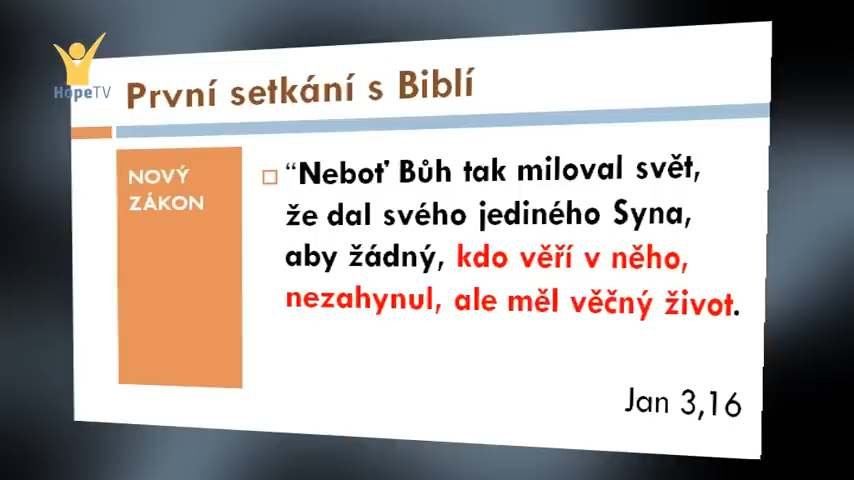 HopeTV
První setkání s Biblí
NOVÝ
ZÁKON
“Neboť Bůh tak miloval svět,
že dal svého jediného Syna,
aby žádný, kdo věří v něho,
nezahynul, ale měl věčný život.
Jan 3,16